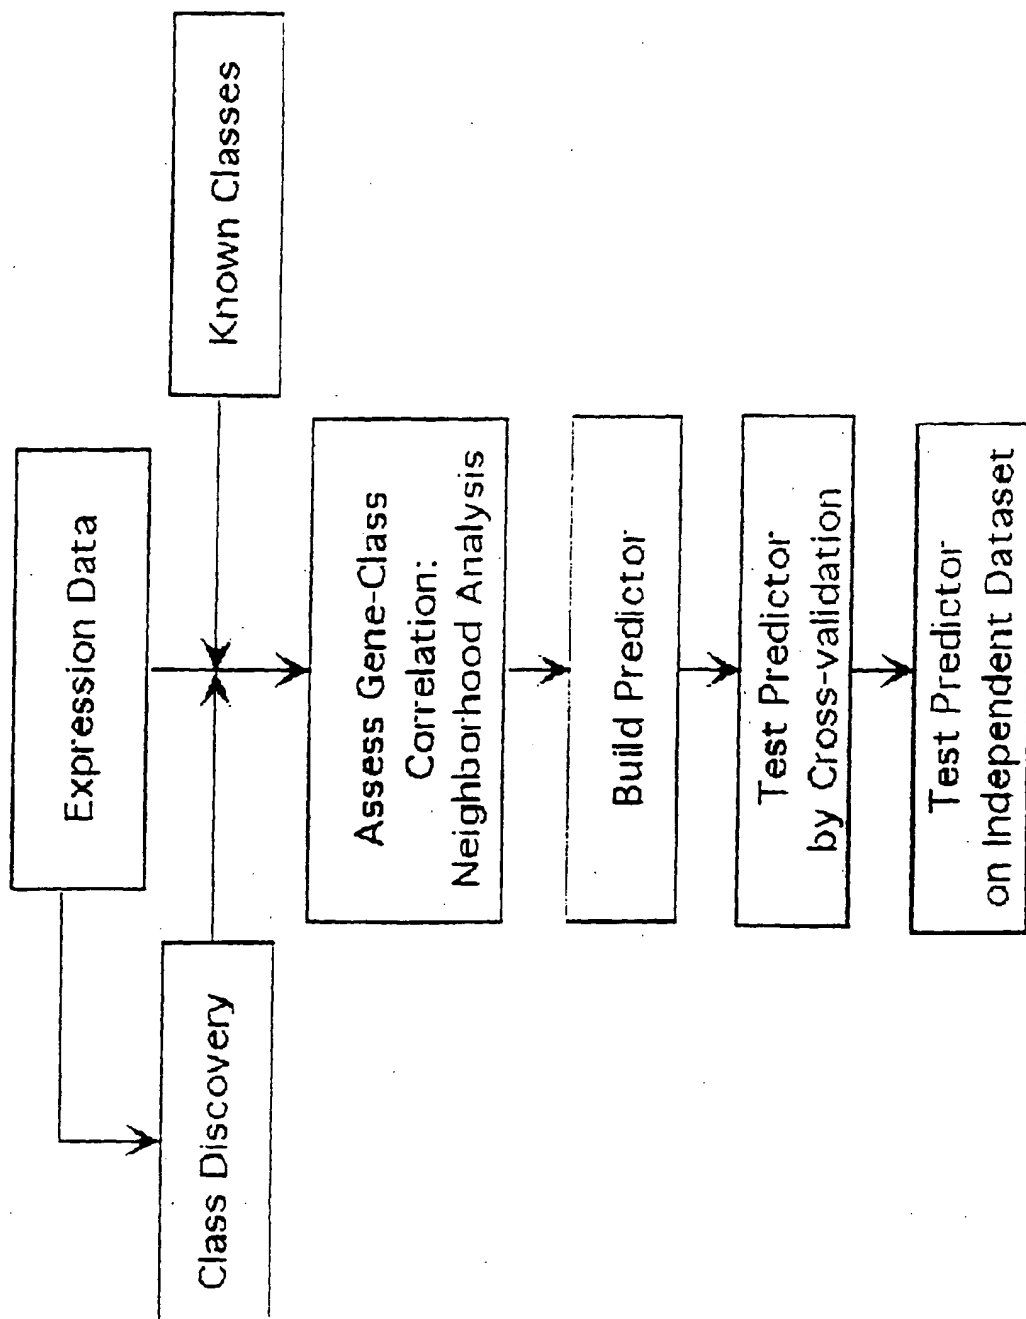 Expression Data
Class Discovery
Known Classes
Assess Gene-Class
Correlation:
Neighborhood Analysis
Build Predictor
Test Predictor
by Cross-validation
Test Predictor
on Independent Dataset